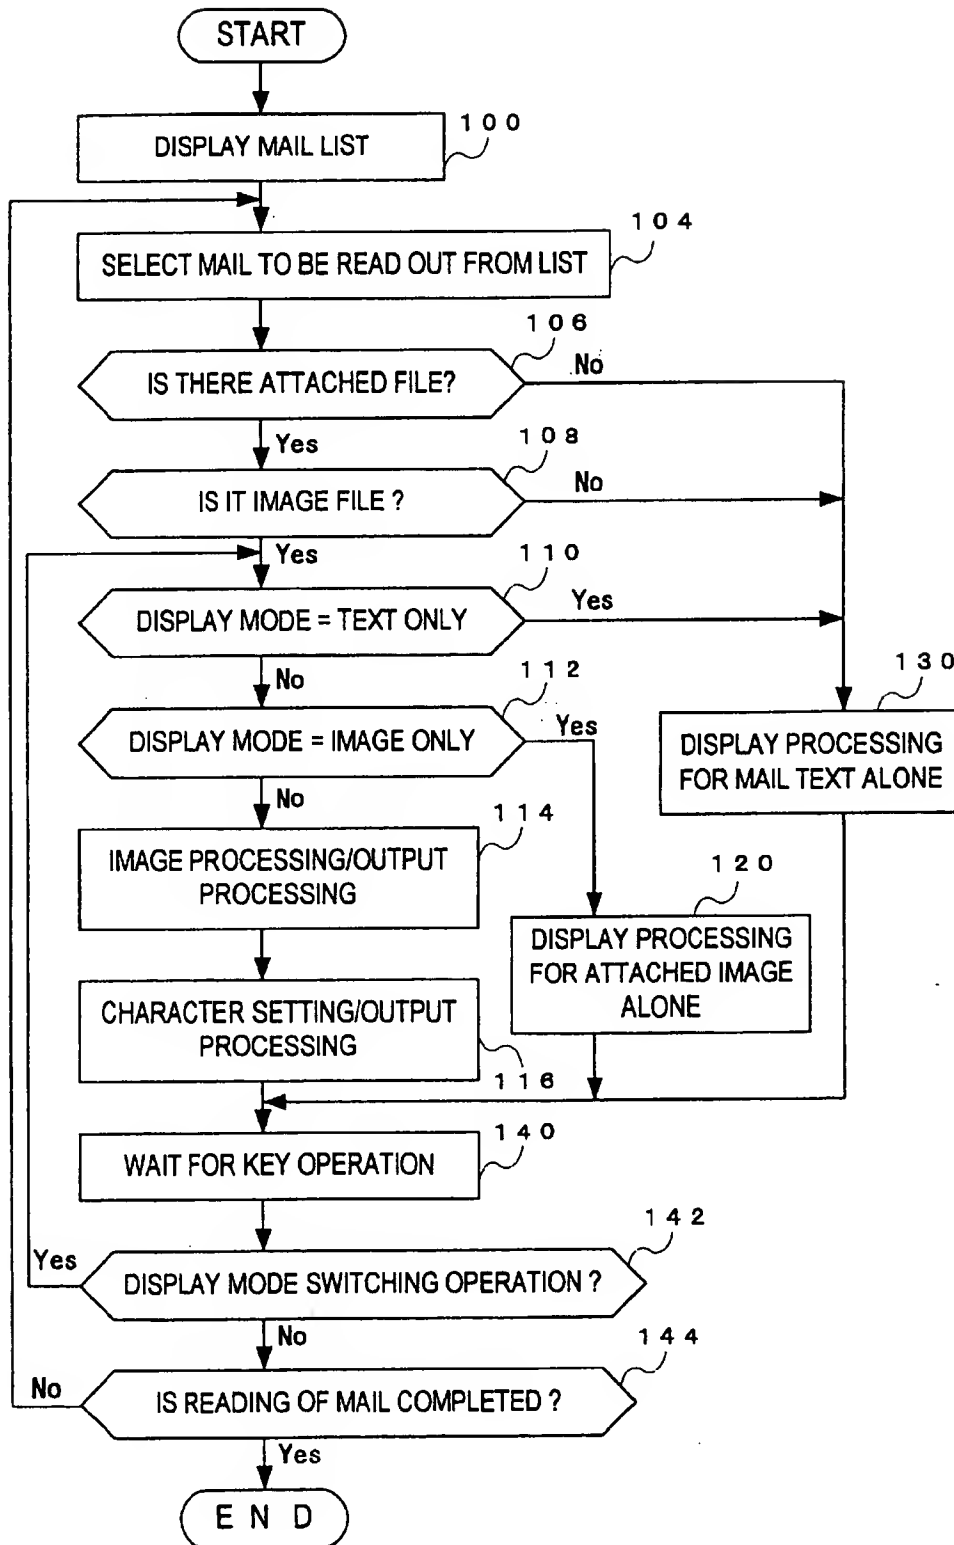 START
100
DISPLAY MAIL LIST
104
SELECT MAIL TO BE READ OUT FROM LIST
106
IS THERE ATTACHED FILE?
No
Yes
108
IS IT IMAGE FILE ?
No
Yes
110
DISPLAY MODE = TEXT ONLY
Yes
No
112
DISPLAY MODE = IMAGE ONLY
Yes
130
DISPLAY PROCESSING
FOR MAIL TEXT ALONE
No
114
IMAGE PROCESSING/OUTPUT
PROCESSING
120
DISPLAY PROCESSING
FOR ATTACHED IMAGE
ALONE
CHARACTER SETTING/OUTPUT
PROCESSING
116
140
WAIT FOR KEY OPERATION
142
Yes
DISPLAY MODE SWITCHING OPERATION ?
No
144
No
IS READING OF MAIL COMPLETED ?
Yes
E N D